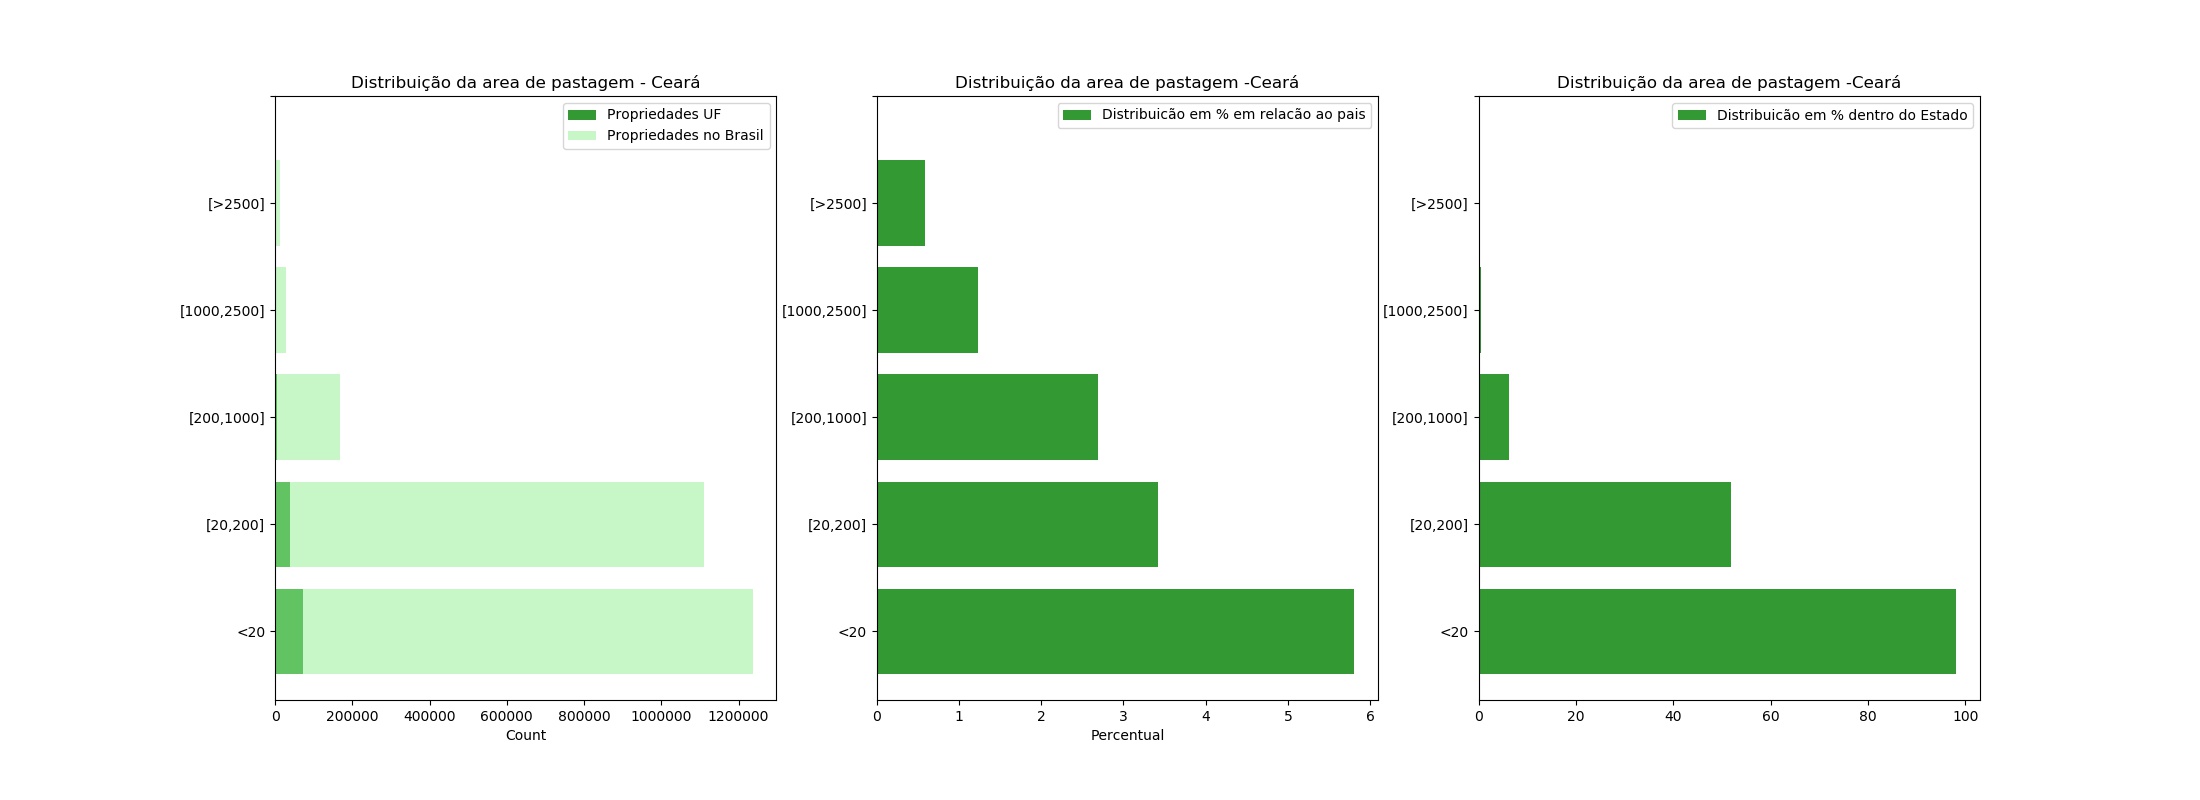 Distribuição da area de pastagem - Ceará
Propriedades UF
Propriedades no Brasil
[>2500]
[1000,2500]
[200,1000]
[20,200]
<20
0 200000 400000 600000 800000 1000000 1200000
Count
Distribuição da area de pastagem -Ceará
Distribuicão em % em relacão ao pais
[>2500]
[1000,2500]
[200,1000]
[20,200]
<20
0 1 2 3 4 5 6
Percentual
Distribuição da area de pastagem -Ceará
Distribuicão em % dentro do Estado
[>2500]
[1000,2500]
[200,1000]
[20,200]
<20
0 20 40 60 80 100